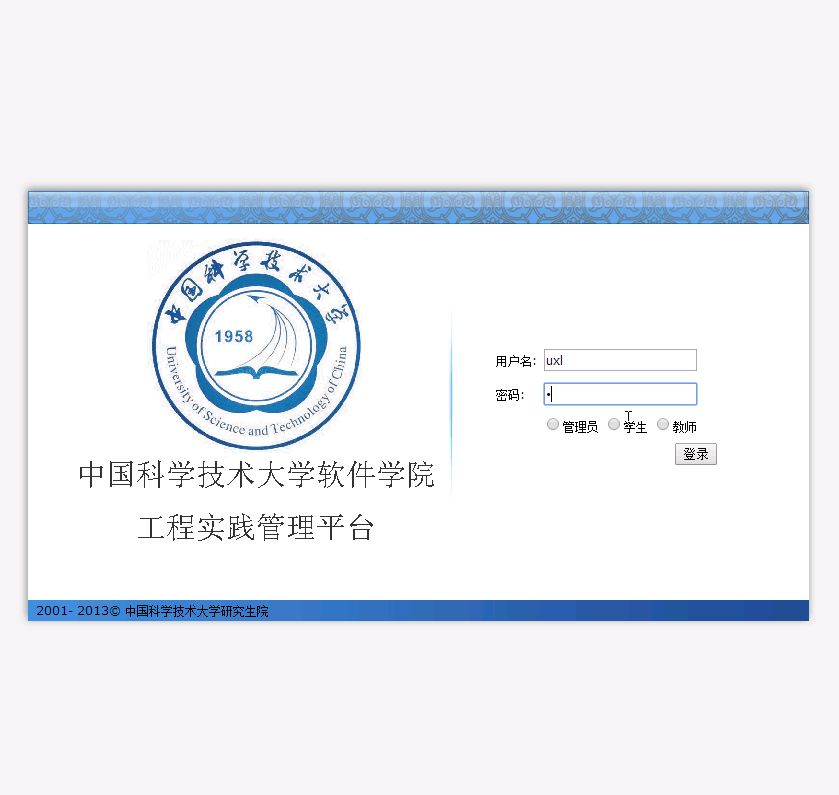 中国科学技术大学
1958
University of Science and Technology of China
中国科学技术大学软件学院
工程实践管理平台
用户名: uxl
密码: •
管理员 学生 教师
登录
2001- 2013© 中国科学技术大学研究生院